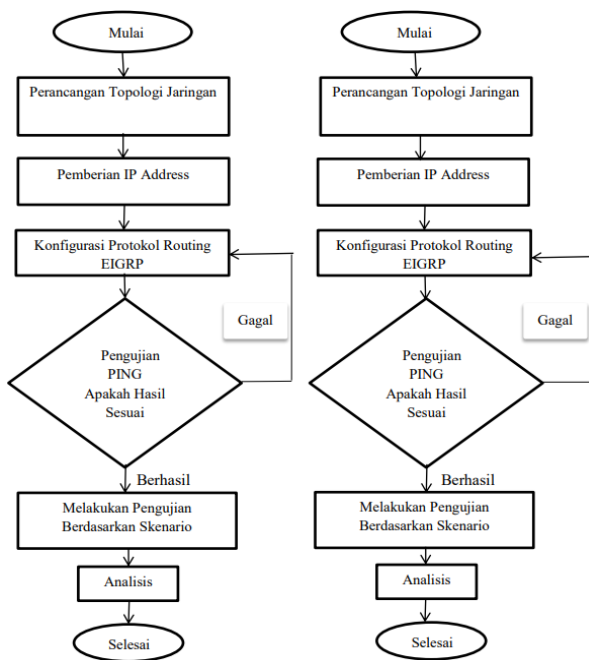 Mulai
Perancangan Topologi Jaringan
Pemberian IP Address
Konfigurasi Protokol Routing
EIGRP
Gagal
Pengujian
PING
Apakah Hasil
Sesuai
Berhasil
Melakukan Pengujian
Berdasarkan Skenario
Analisis
Selesai
Mulai
Perancangan Topologi Jaringan
Pemberian IP Address
Konfigurasi Protokol Routing
EIGRP
Gagal
Pengujian
PING
Apakah Hasil
Sesuai
Berhasil
Melakukan Pengujian
Berdasarkan Skenario
Analisis
Selesai